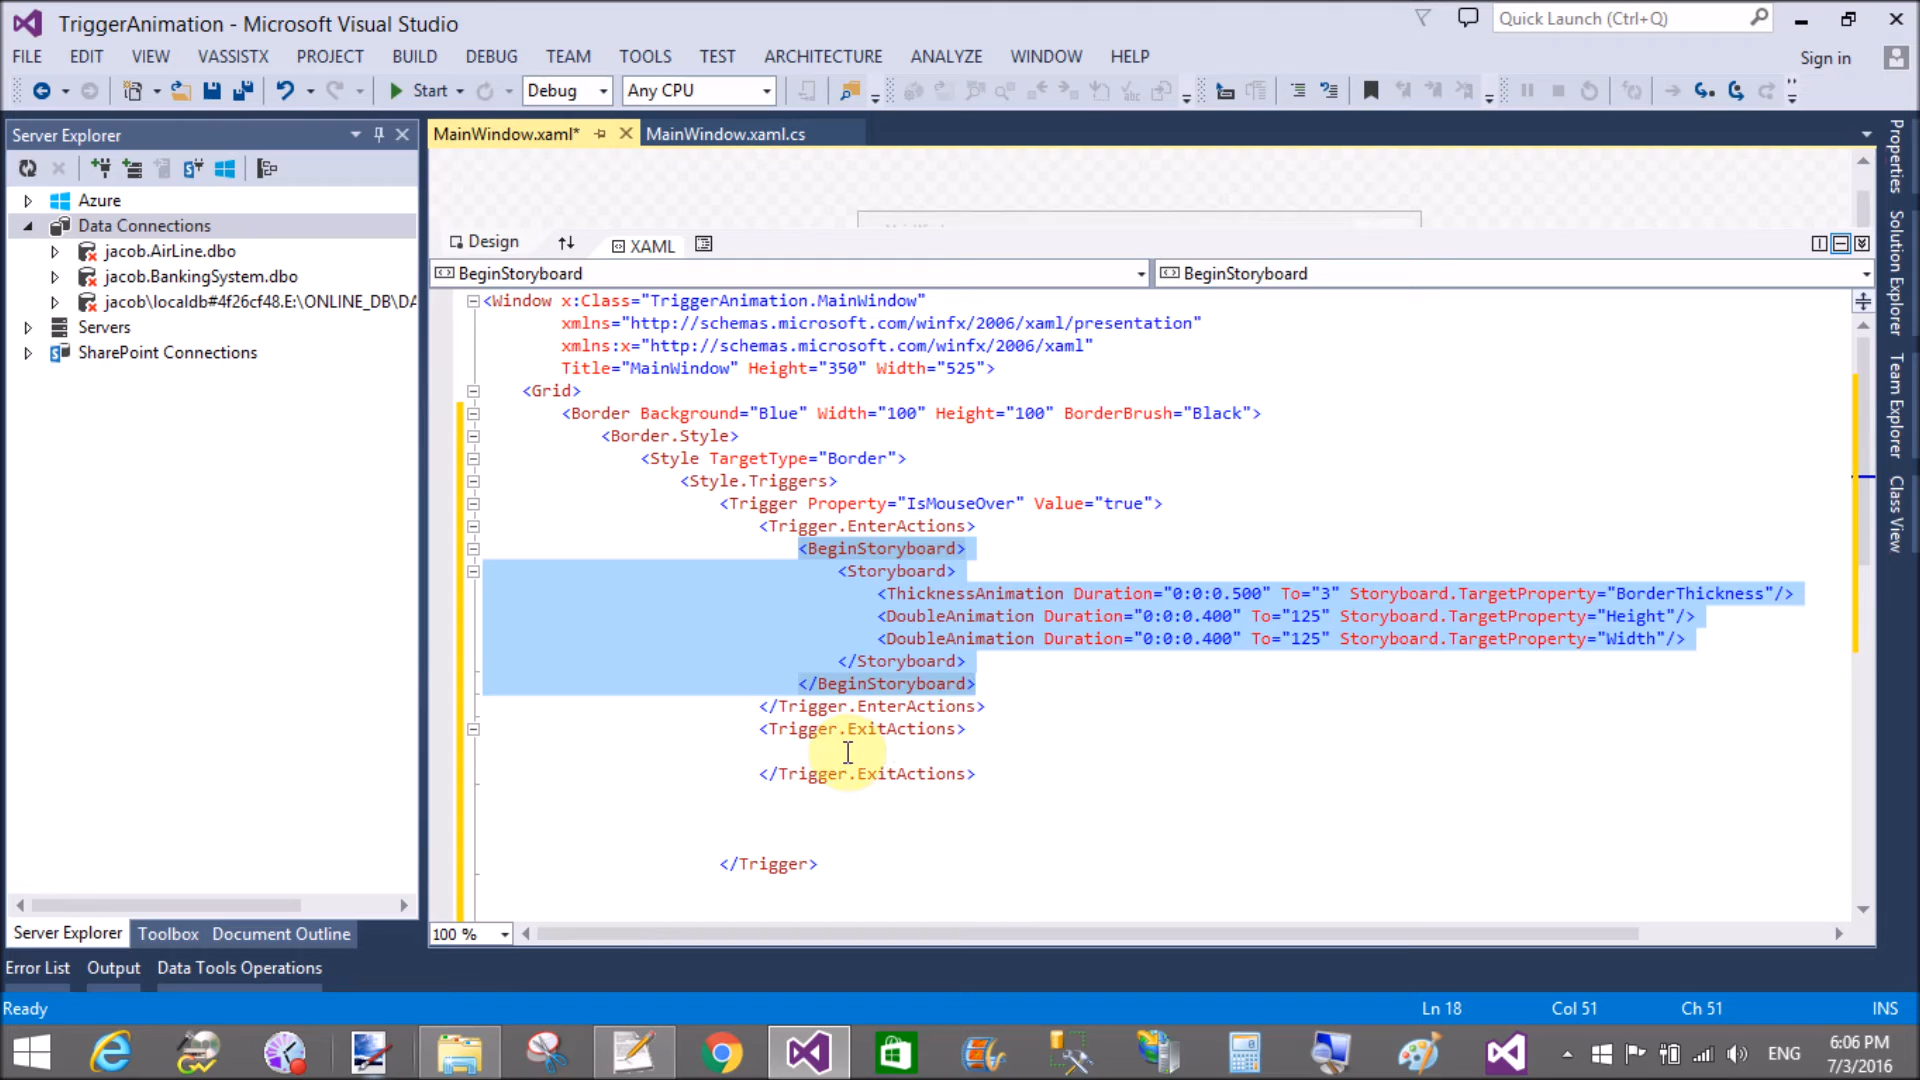 TriggerAnimation - Microsoft Visual Studio
Quick Launch (Ctrl+Q)
FILE EDIT VIEW VASSISTX PROJECT BUILD DEBUG TEAM TOOLS TEST ARCHITECTURE ANALYZE WINDOW HELP
Sign in
Start Debug Any CPU
Server Explorer
MainWindow.xaml* MainWindow.xaml.cs
Azure
Data Connections
jacob.AirLine.dbo
jacob.BankingSystem.dbo
jacob\localdb#4f26cf48.E:\ONLINE_DB\DA
Servers
SharePoint Connections
Design XAML
BeginStoryboard BeginStoryboard
<Window x:Class="TriggerAnimation.MainWindow"
xmlns="http://schemas.microsoft.com/winfx/2006/xaml/presentation"
xmlns:x="http://schemas.microsoft.com/winfx/2006/xaml"
Title="MainWindow" Height="350" Width="525">
<Grid>
<Border Background="Blue" Width="100" Height="100" BorderBrush="Black">
<Border.Style>
<Style TargetType="Border">
<Style.Triggers>
<Trigger Property="IsMouseOver" Value="true">
<Trigger.EnterActions>
<BeginStoryboard>
<Storyboard>
<ThicknessAnimation Duration="0:0:0.500" To="3" Storyboard.TargetProperty="BorderThickness"/>
<DoubleAnimation Duration="0:0:0.400" To="125" Storyboard.TargetProperty="Height"/>
<DoubleAnimation Duration="0:0:0.400" To="125" Storyboard.TargetProperty="Width"/>
</Storyboard>
</BeginStoryboard>
</Trigger.EnterActions>
<Trigger.ExitActions>
</Trigger.ExitActions>
</Trigger>
Properties
Solution Explorer
Team Explorer
Class View
100 %
Server Explorer Toolbox Document Outline
Error List Output Data Tools Operations
Ready
Ln 18 Col 51 Ch 51 INS
ENG
6:06 PM
7/3/2016